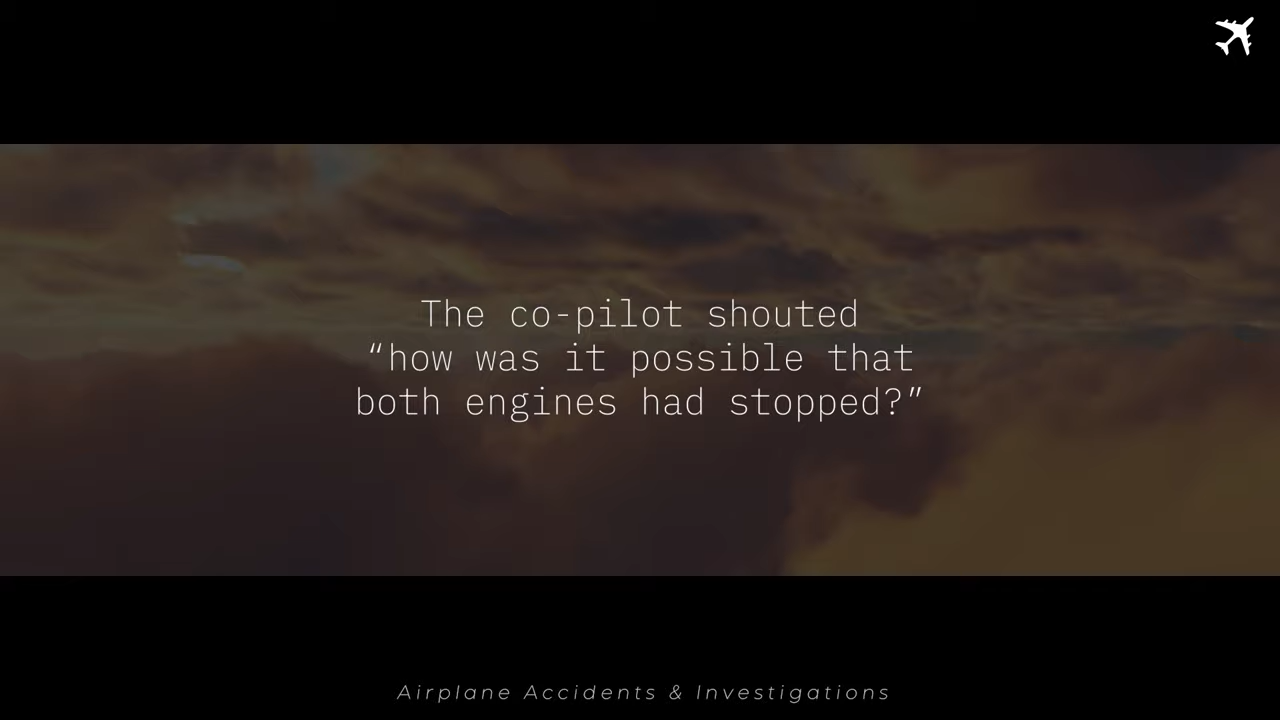 The co-pilot shouted
“how was it possible that
both engines had stopped?”
Airplane Accidents & Investigations